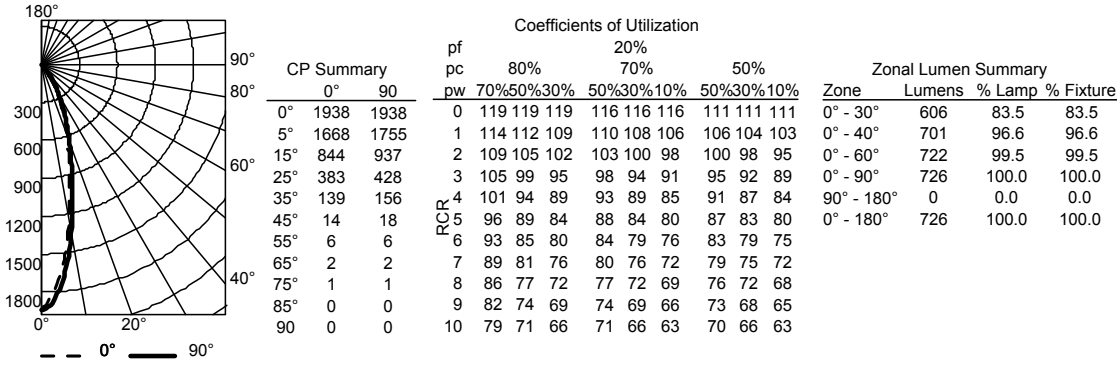 180°
90°
80°
60°
40°
20°
0°
300
600
900
1200
1500
1800
0° 90°
CP Summary
0° 90
0° 1938 1938
5° 1668 1755
15° 844 937
25° 383 428
35° 139 156
45° 14 18
55° 6 6
65° 2 2
75° 1 1
85° 0 0
90 0 0
Coefficients of Utilization
pf 20%
pc 80% 70% 50%
pw 70%50%30% 50%30%10% 50%30%10%
RCR
0 119 119 119 116 116 116 111 111 111
1 114 112 109 110 108 106 106 104 103
2 109 105 102 103 100 98 100 98 95
3 105 99 95 98 94 91 95 92 89
4 101 94 89 93 89 85 91 87 84
5 96 89 84 88 84 80 87 83 80
6 93 85 80 84 79 76 83 79 75
7 89 81 76 80 76 72 79 75 72
8 86 77 72 77 72 69 76 72 68
9 82 74 69 74 69 66 73 68 65
10 79 71 66 71 66 63 70 66 63
Zonal Lumen Summary
Zone Lumens % Lamp % Fixture
0° - 30° 606 83.5 83.5
0° - 40° 701 96.6 96.6
0° - 60° 722 99.5 99.5
0° - 90° 726 100.0 100.0
90° - 180° 0 0.0 0.0
0° - 180° 726 100.0 100.0